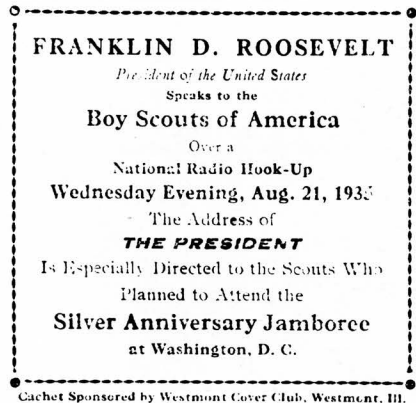 FRANKLIN D. ROOSEVELT
President of the United States
Speaks to the
Boy Scouts of America
Over a
National Radio Hook-Up
Wednesday Evening, Aug. 21, 1935
The Address of
THE PRESIDENT
Is Especially Directed to the Scouts Who
Planned to Attend the
Silver Anniversary Jamboree
at Washington, D. C.
Cachet Sponsored by Westmont Cover Club, Westmont, Ill.